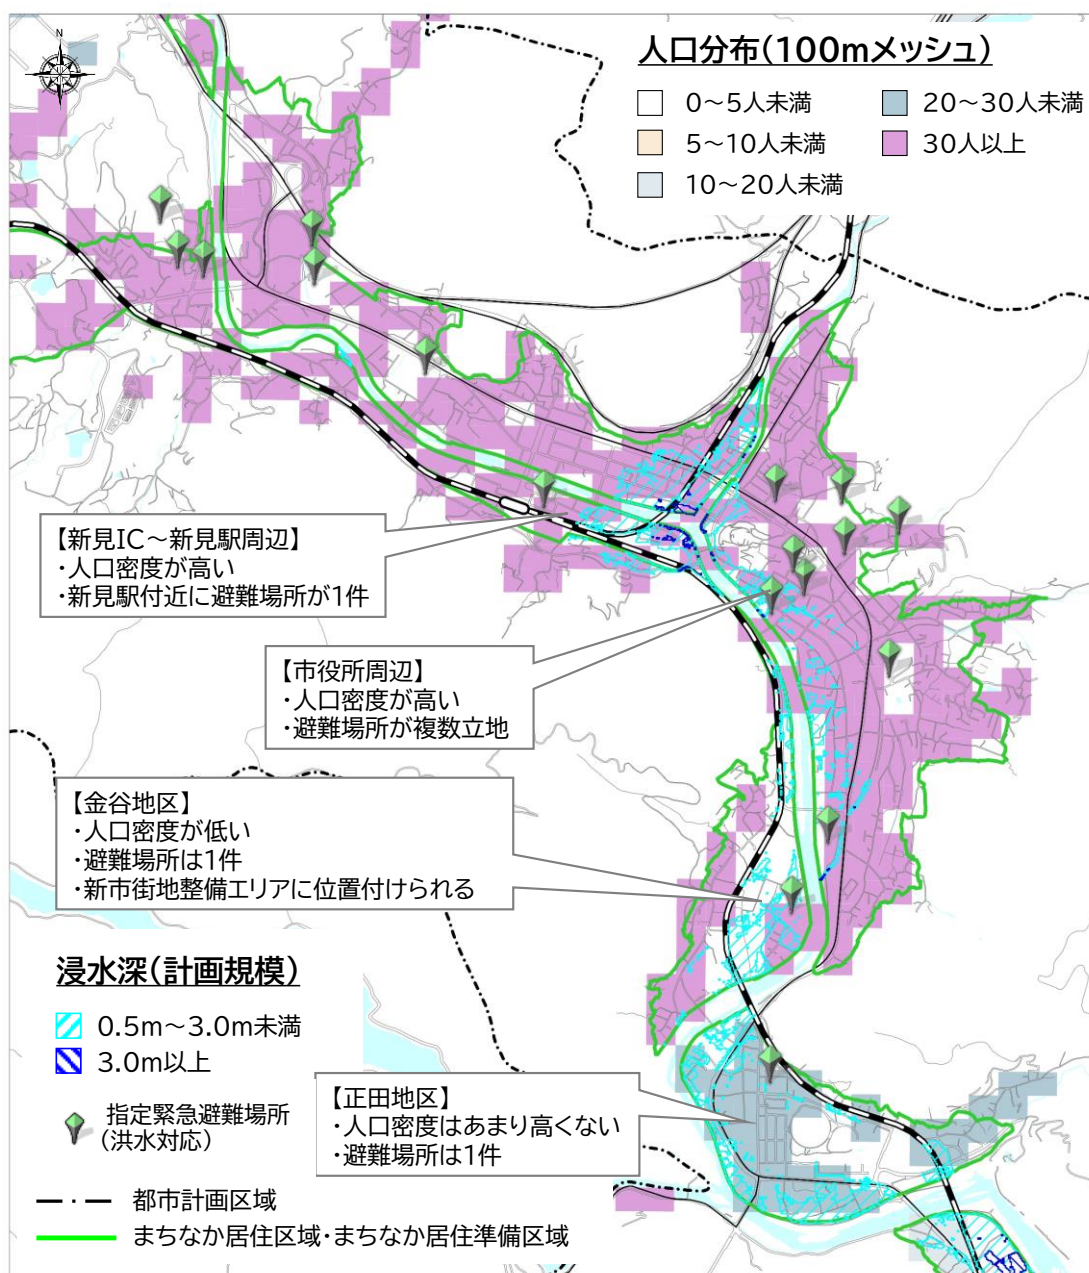 N
人口分布(100mメッシュ)
0～5人未満
20～30人未満
5～10人未満
30人以上
10～20人未満
【新見IC～新見駅周辺】
・人口密度が高い
・新見駅付近に避難場所が1件
【市役所周辺】
・人口密度が高い
・避難場所が複数立地
【金谷地区】
・人口密度が低い
・避難場所は1件
・新市街地整備エリアに位置付けられる
浸水深(計画規模)
0.5m～3.0m未満
3.0m以上
指定緊急避難場所
(洪水対応)
【正田地区】
・人口密度はあまり高くない
・避難場所は1件
都市計画区域
まちなか居住区域・まちなか居住準備区域